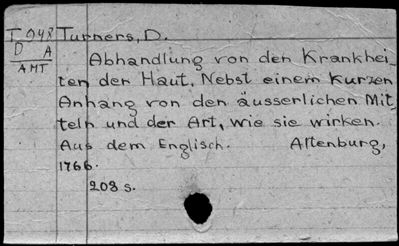 T 948 Turners, D.
D A
AMT
Abhandlung von den Krankhei-
ten der Haut. Nebst einem kurzen
Anhang von den äusserlichen Mit-
teln und der Art, wie sie wirken.
Aus dem Englisch. Altenburg,
1766.
208 s.